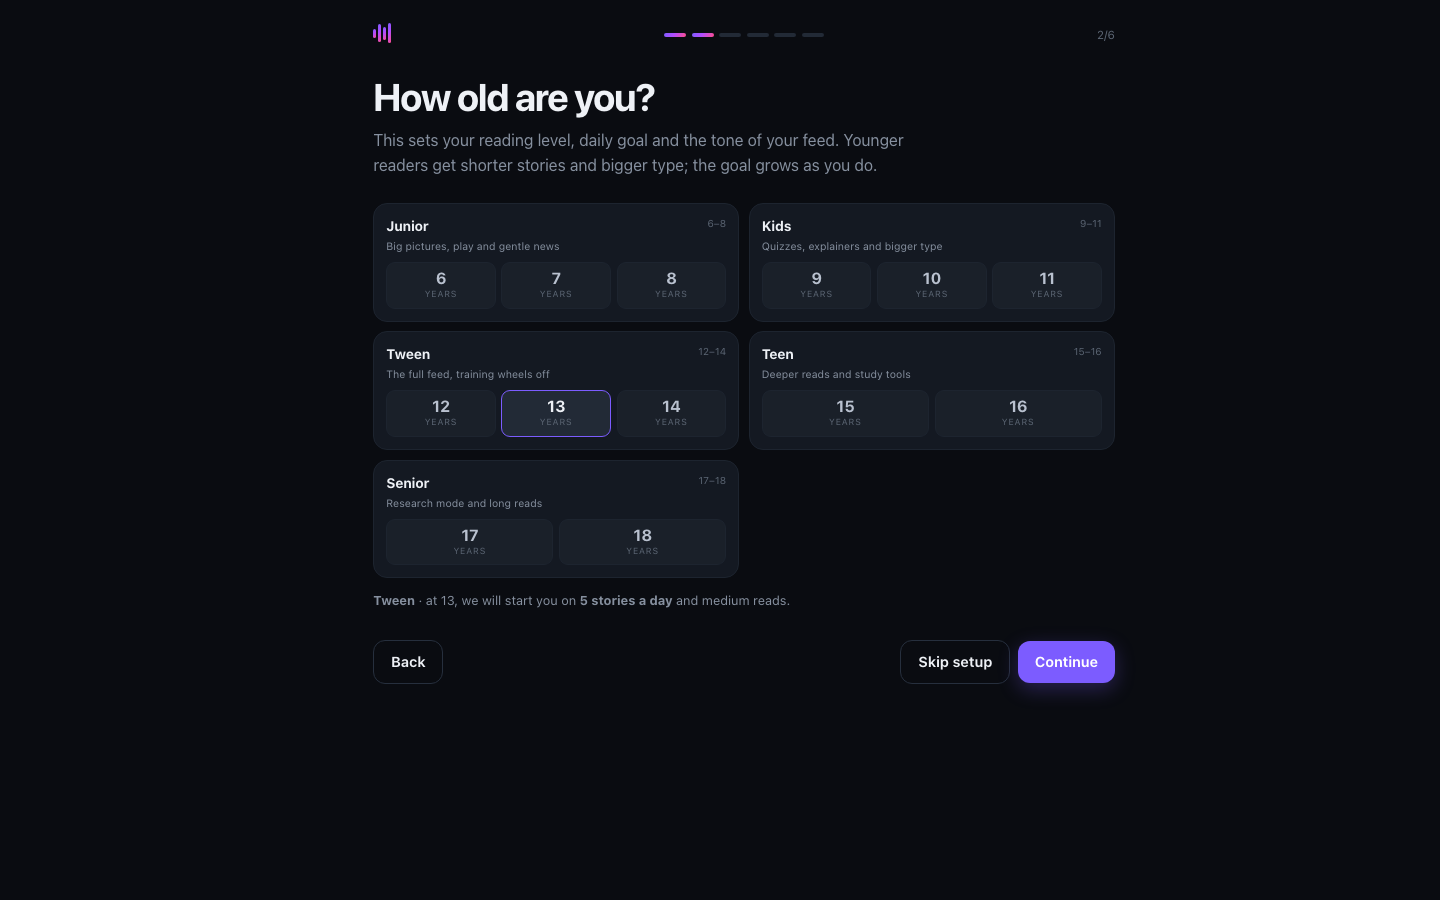 2/6
How old are you?
This sets your reading level, daily goal and the tone of your feed. Younger
readers get shorter stories and bigger type; the goal grows as you do.
Junior
6–8
Big pictures, play and gentle news
6
YEARS
7
YEARS
8
YEARS
Kids
9–11
Quizzes, explainers and bigger type
9
YEARS
10
YEARS
11
YEARS
Tween
12–14
The full feed, training wheels off
12
YEARS
13
YEARS
14
YEARS
Teen
15–16
Deeper reads and study tools
15
YEARS
16
YEARS
Senior
17–18
Research mode and long reads
17
YEARS
18
YEARS
Tween · at 13, we will start you on 5 stories a day and medium reads.
Back
Skip setup
Continue